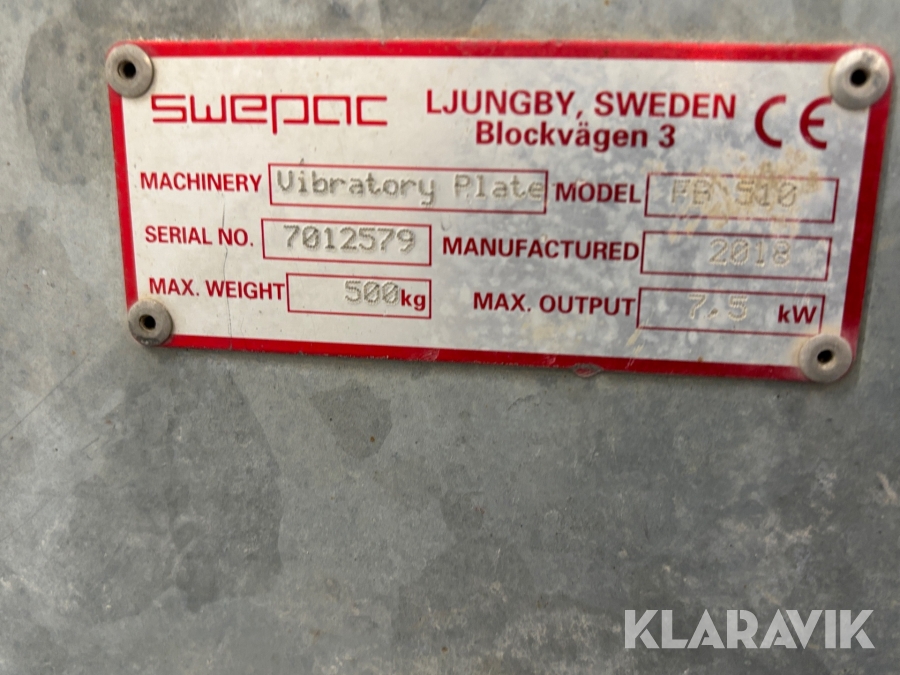 swepac LJUNGBY, SWEDEN CE
Blockvägen 3
MACHINERY Vibratory Plate MODEL FB 510
SERIAL NO. 7012579 MANUFACTURED 2018
MAX. WEIGHT 500kg MAX. OUTPUT 7.5 kW
KLARAVIK